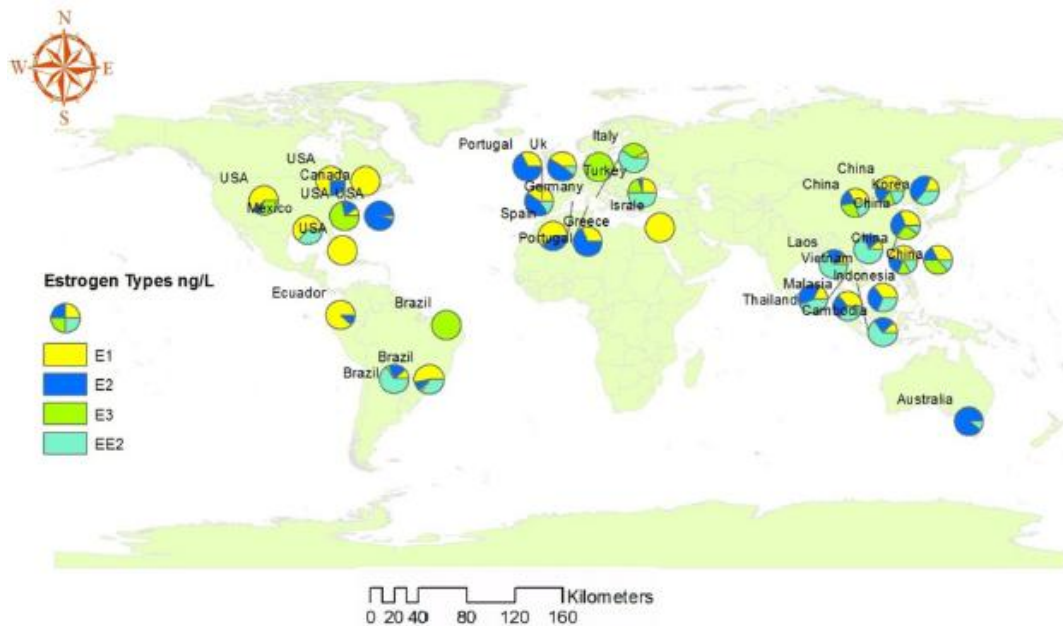 N
W E
S
Portugal Uk Italy
USA
Canada
Turkey
China
China Korea
USA
USA USA
Germany
Israle
China
Mexico
USA
Spain
Greece
Portugal
Laos China
Vietnam China
Estrogen Types ng/L
Malasia Indonesia
Ecuador
Brazil
Thailand
Cambodia
E1
E2
Brazil
Brazil
E3
Australia
EE2
Kilometers
0 20 40 80 120 160